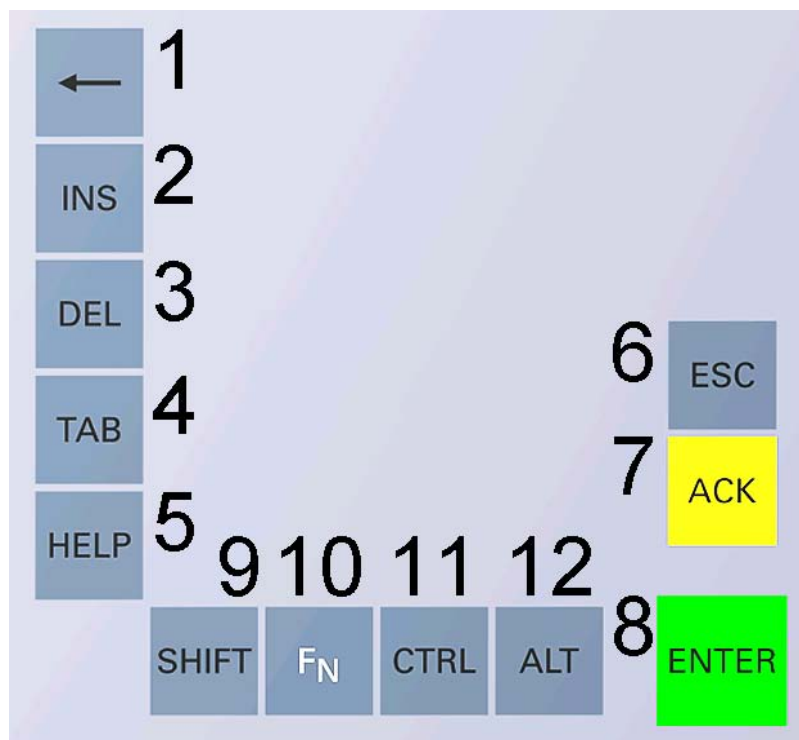 ← 1
INS 2
DEL 3
TAB 4
HELP 5
6 ESC
7 ACK
8 ENTER
9 10 11 12
SHIFT FN CTRL ALT